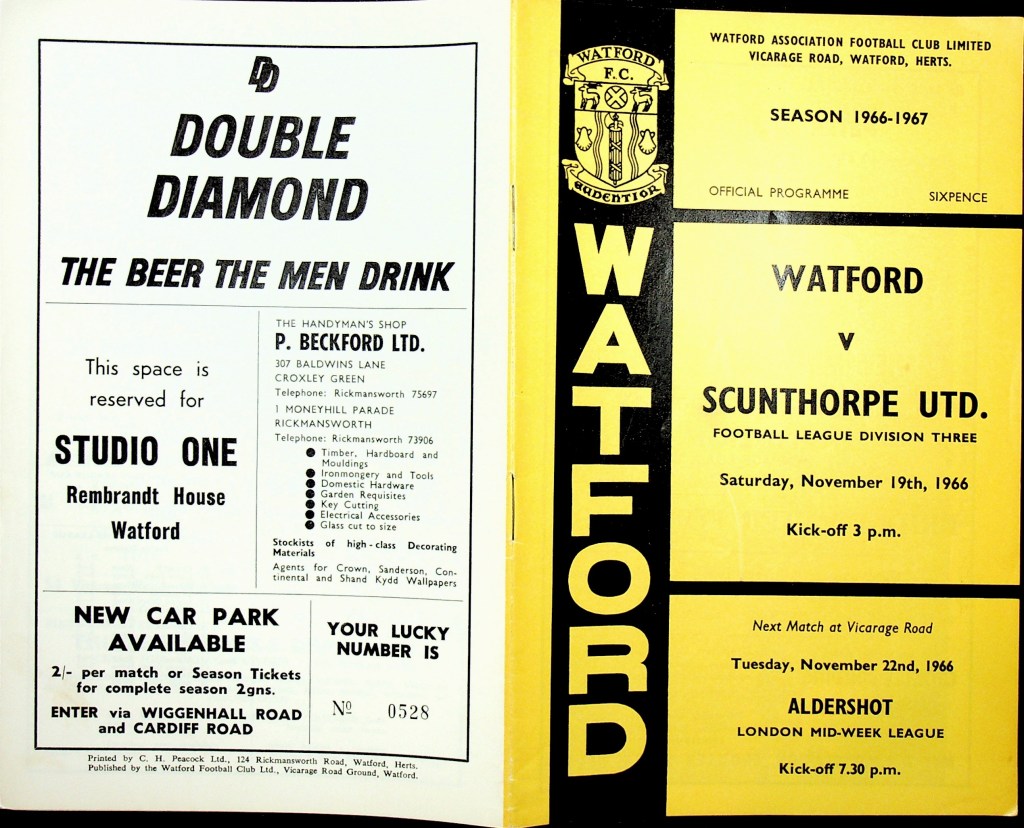 DD
DOUBLE
DIAMOND
THE BEER THE MEN DRINK
This space is
reserved for
STUDIO ONE
Rembrandt House
Watford
THE HANDYMAN'S SHOP
P. BECKFORD LTD.
307 BALDWINS LANE
CROXLEY GREEN
Telephone: Rickmansworth 75697
1 MONEYHILL PARADE
RICKMANSWORTH
Telephone: Rickmansworth 73906
● Timber, Hardboard and
Mouldings
● Ironmongery and Tools
● Domestic Hardware
● Garden Requisites
● Key Cutting
● Electrical Accessories
● Glass cut to size
Stockists of high-class Decorating
Materials
Agents for Crown, Sanderson, Con-
tinental and Shand Kydd Wallpapers
NEW CAR PARK
AVAILABLE
2/- per match or Season Tickets
for complete season 2gns.
ENTER via WIGGENHALL ROAD
and CARDIFF ROAD
YOUR LUCKY
NUMBER IS
Nº 0528
Printed by C. H. Peacock Ltd., 124 Rickmansworth Road, Watford, Herts.
Published by the Watford Football Club Ltd., Vicarage Road Ground, Watford.
WATFORD
F.C.
AUDENTIOR
WATFORD
WATFORD ASSOCIATION FOOTBALL CLUB LIMITED
VICARAGE ROAD, WATFORD, HERTS.
SEASON 1966-1967
OFFICIAL PROGRAMME SIXPENCE
WATFORD
v
SCUNTHORPE UTD.
FOOTBALL LEAGUE DIVISION THREE
Saturday, November 19th, 1966
Kick-off 3 p.m.
Next Match at Vicarage Road
Tuesday, November 22nd, 1966
ALDERSHOT
LONDON MID-WEEK LEAGUE
Kick-off 7.30 p.m.